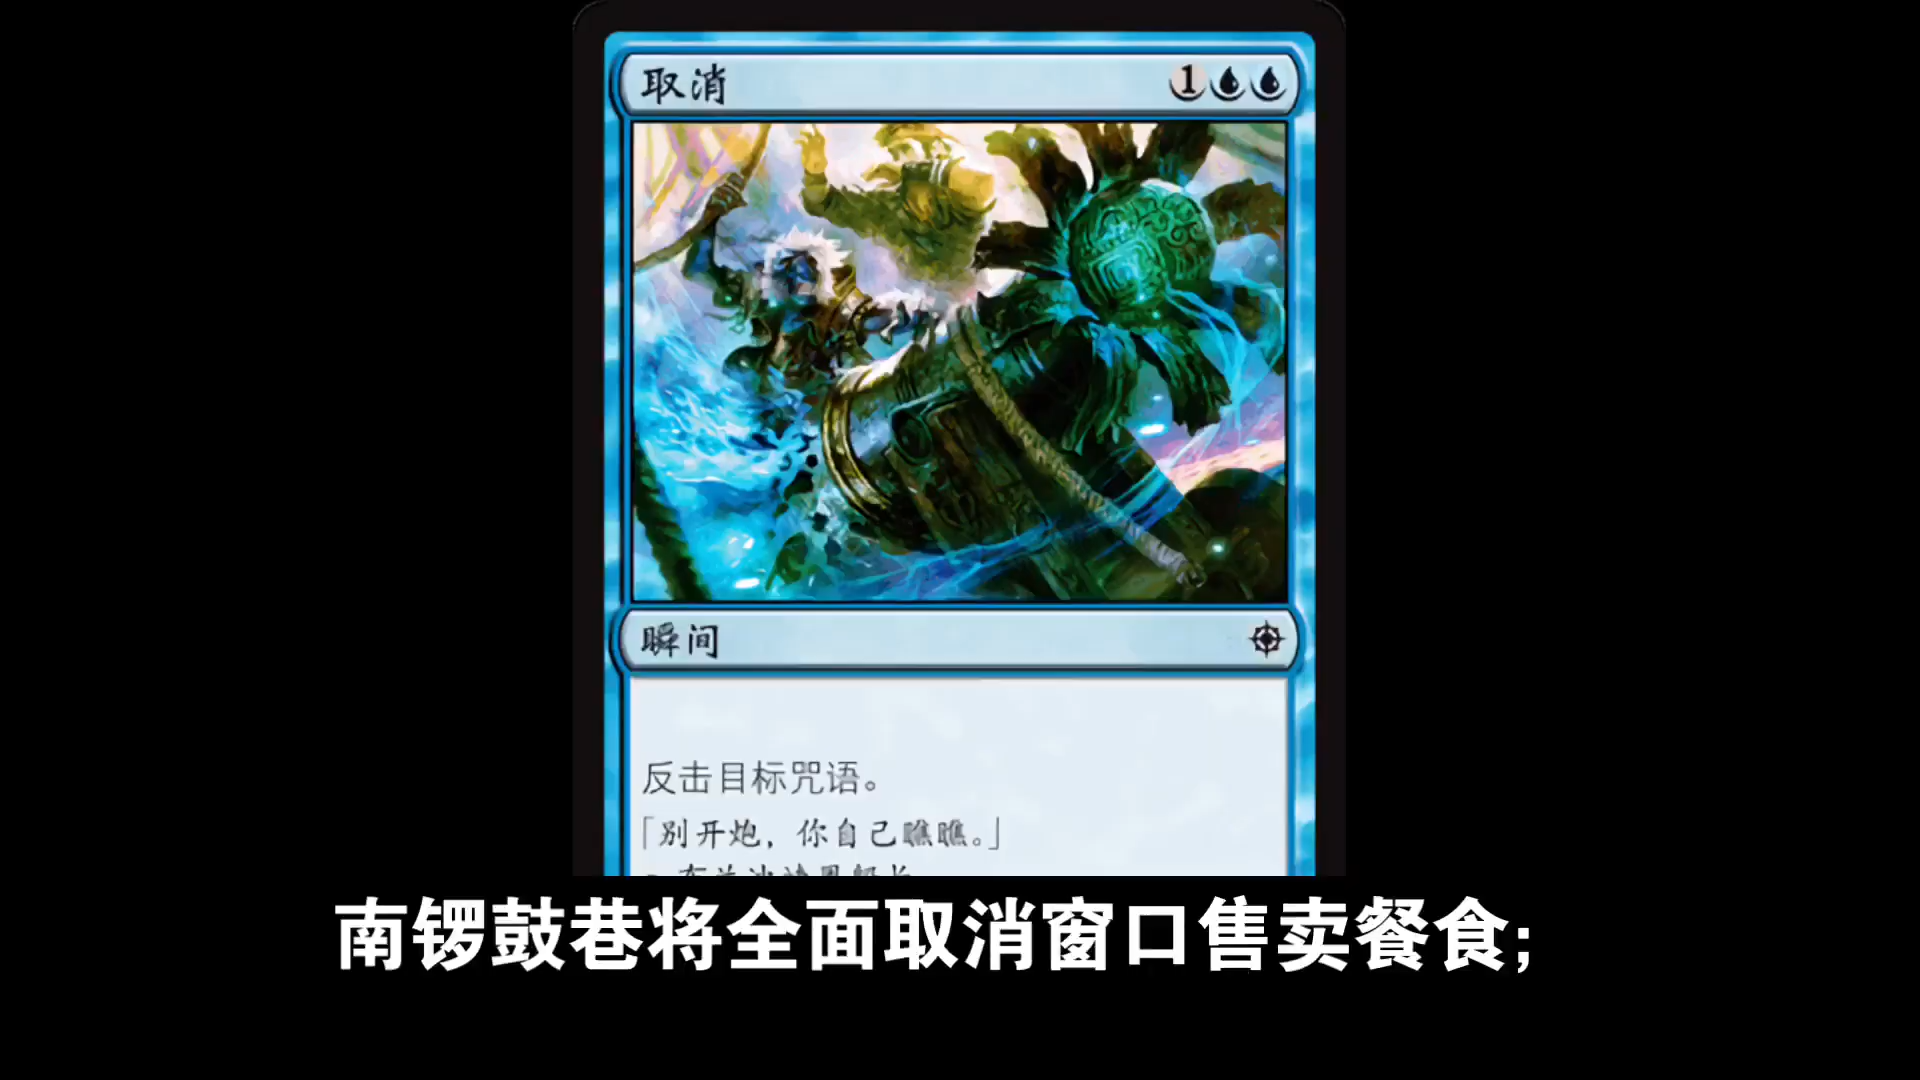 取消 1
瞬间
反击目标咒语。
「别开炮，你自己瞧瞧。」
南锣鼓巷将全面取消窗口售卖餐食;